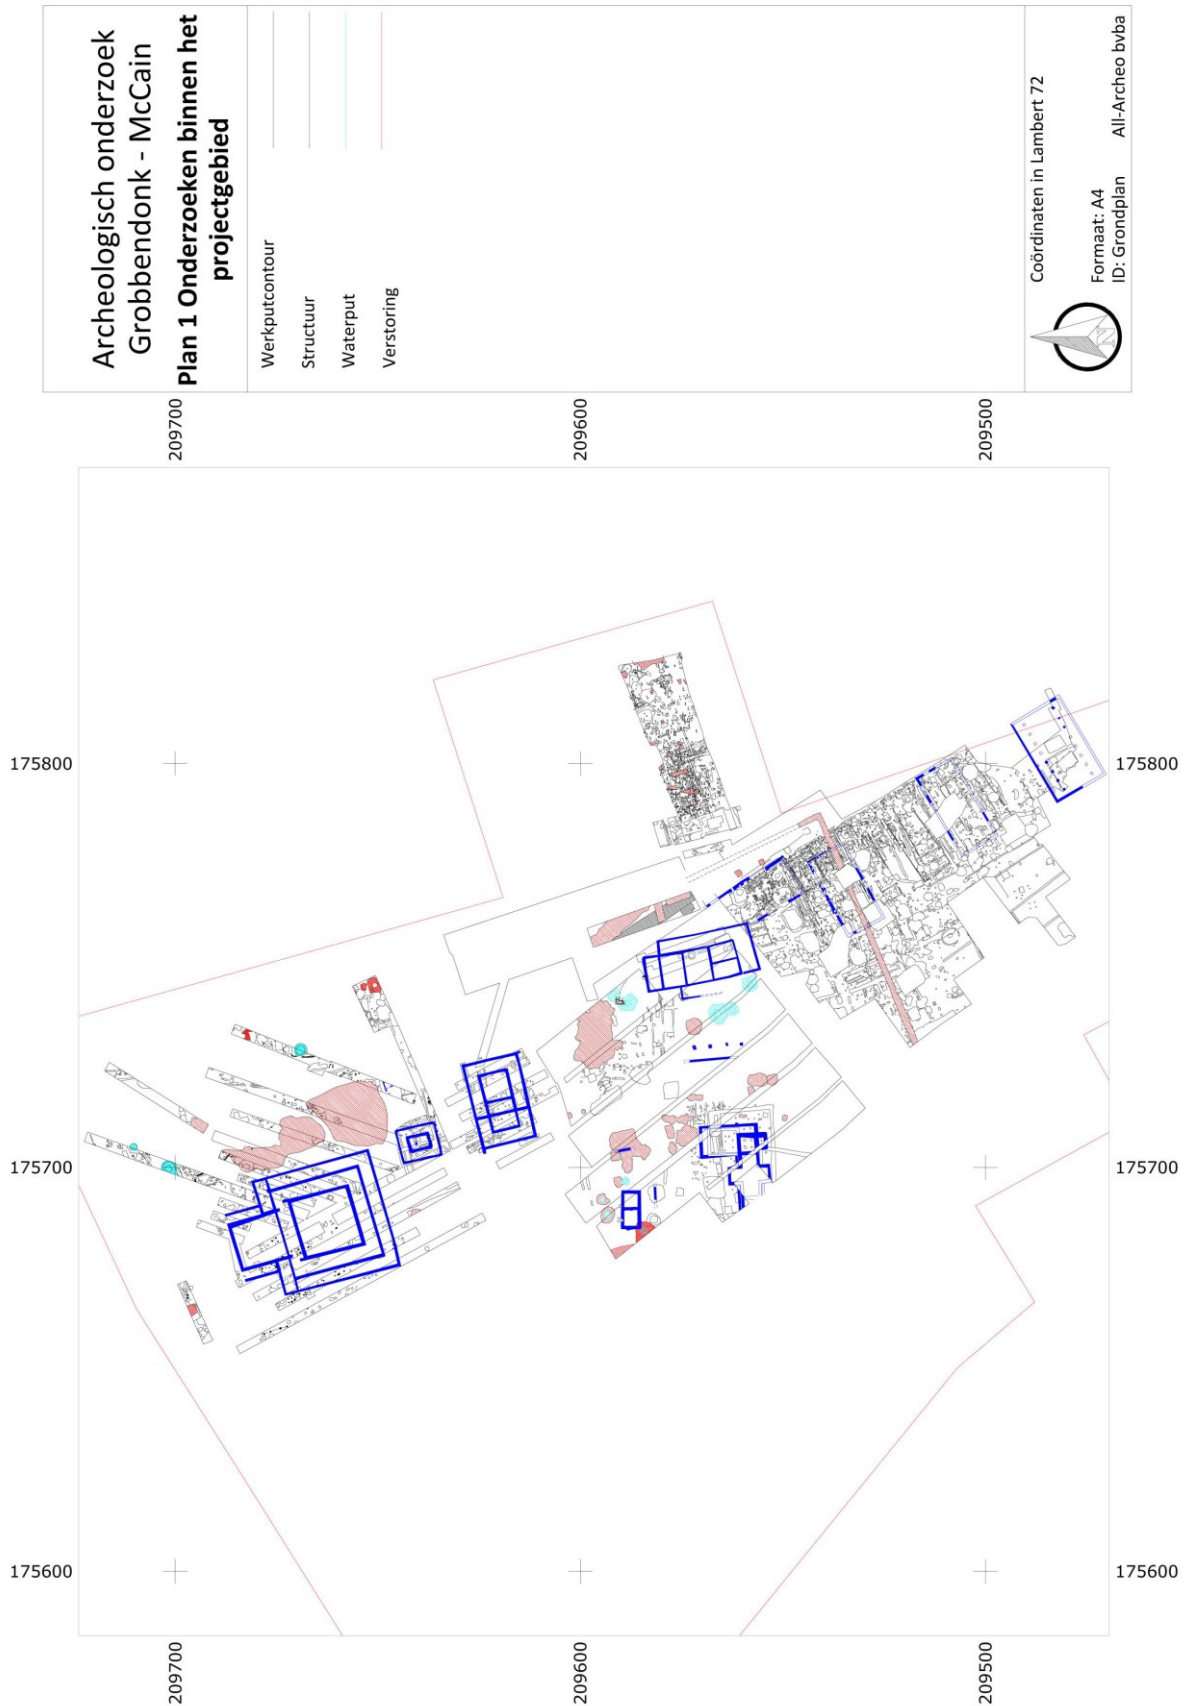 Archeologisch onderzoek
Grobbendonk - McCain
Plan 1 Onderzoeken binnen het
projectgebied
Werkputcontour
Structuur
Waterput
Verstoring
Coördinaten in Lambert 72
Formaat: A4
ID: Grondplan All-Archeo bvba
N
209700
209600
209500
175800
175800
175700
175700
175600
175600
209700
209600
209500